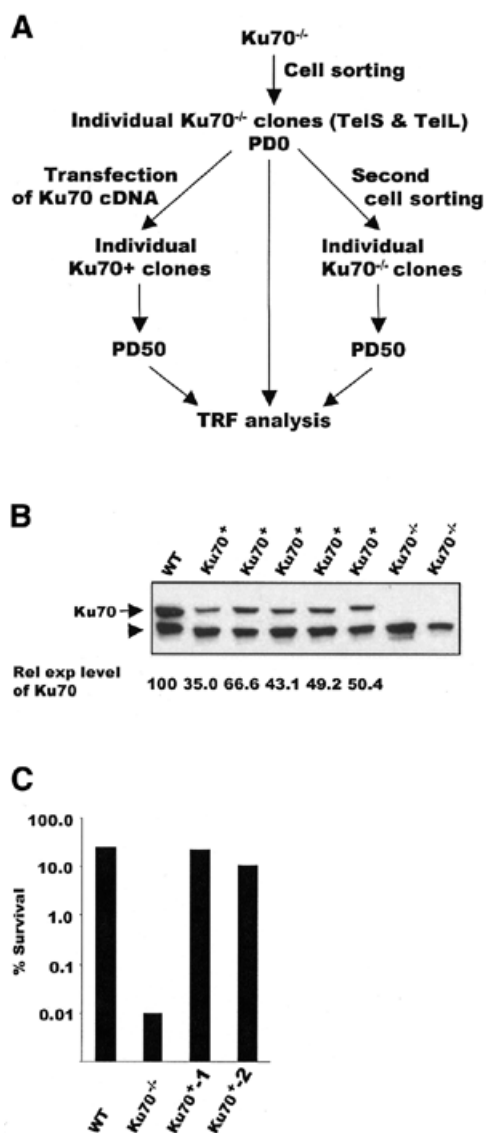 A
Ku70-/-
Cell sorting
Individual Ku70-/- clones (TelS & TelL)
PD0
Transfection
of Ku70 cDNA
Second
cell sorting
Individual
Ku70+ clones
Individual
Ku70-/- clones
PD50
PD50
TRF analysis
B
WT
Ku70+
Ku70+
Ku70+
Ku70+
Ku70+
Ku70-/-
Ku70-/-
Ku70
Rel exp level
of Ku70
100 35.0 66.6 43.1 49.2 50.4
C
100.0
10.0
1.0
0.1
0.01
% Survival
WT
Ku70-/-
Ku70+-1
Ku70+-2